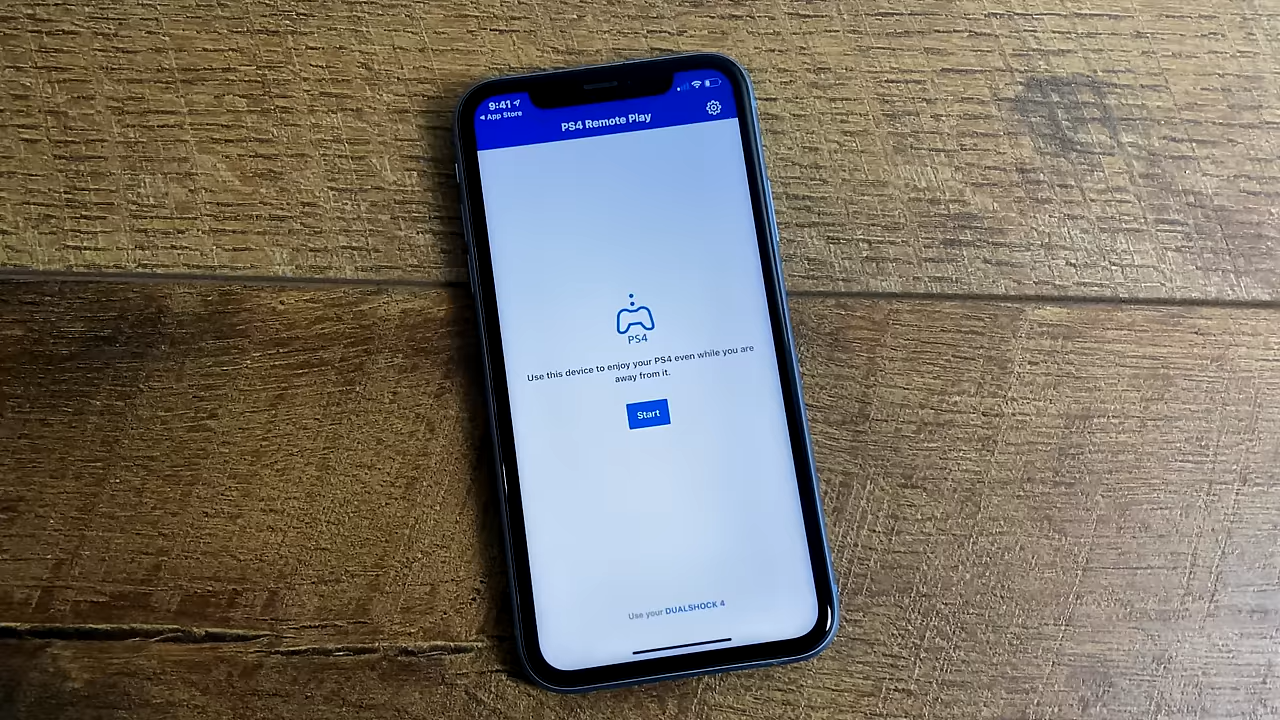 9:41
App Store
PS4 Remote Play
PS4
Use this device to enjoy your PS4 even while you are
away from it.
Start
Use your DUALSHOCK 4